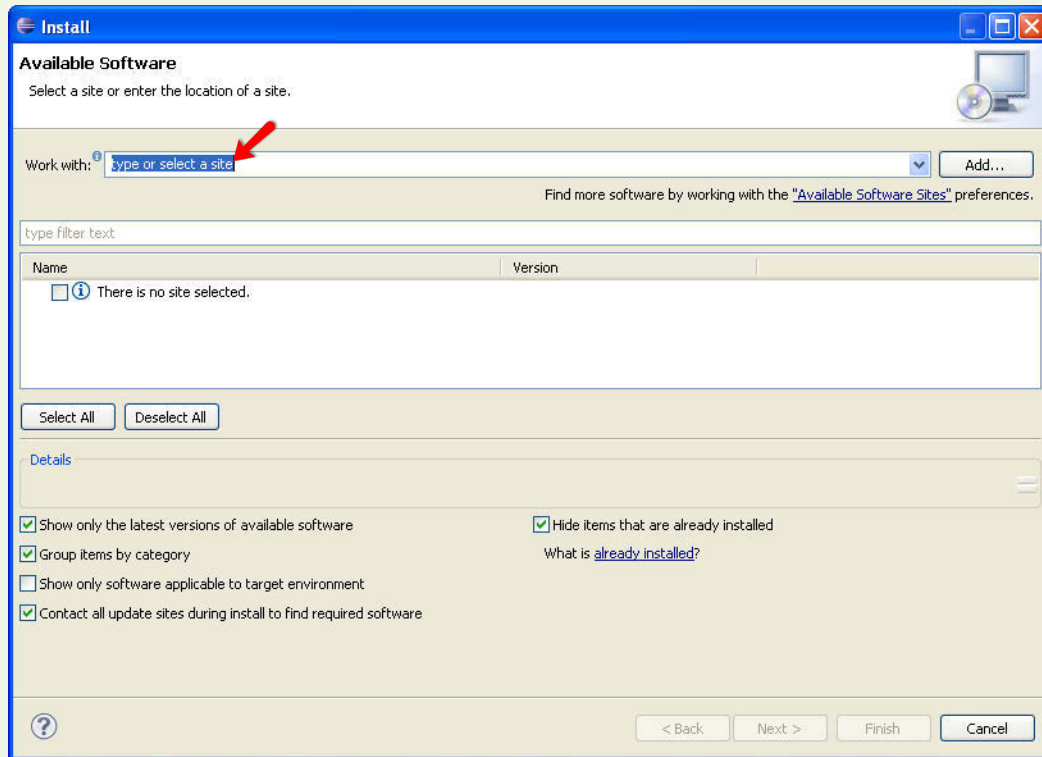 Install
Available Software
Select a site or enter the location of a site.
Work with: type or select a site Add...
Find more software by working with the "Available Software Sites" preferences.
type filter text
Name Version
There is no site selected.
Select All Deselect All
Details
Show only the latest versions of available software Hide items that are already installed
Group items by category What is already installed?
Show only software applicable to target environment
Contact all update sites during install to find required software
< Back Next > Finish Cancel